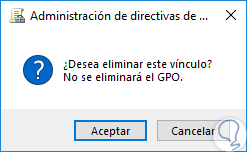 Administración de directivas de ...
¿Desea eliminar este vínculo?
No se eliminará el GPO.
Aceptar
Cancelar